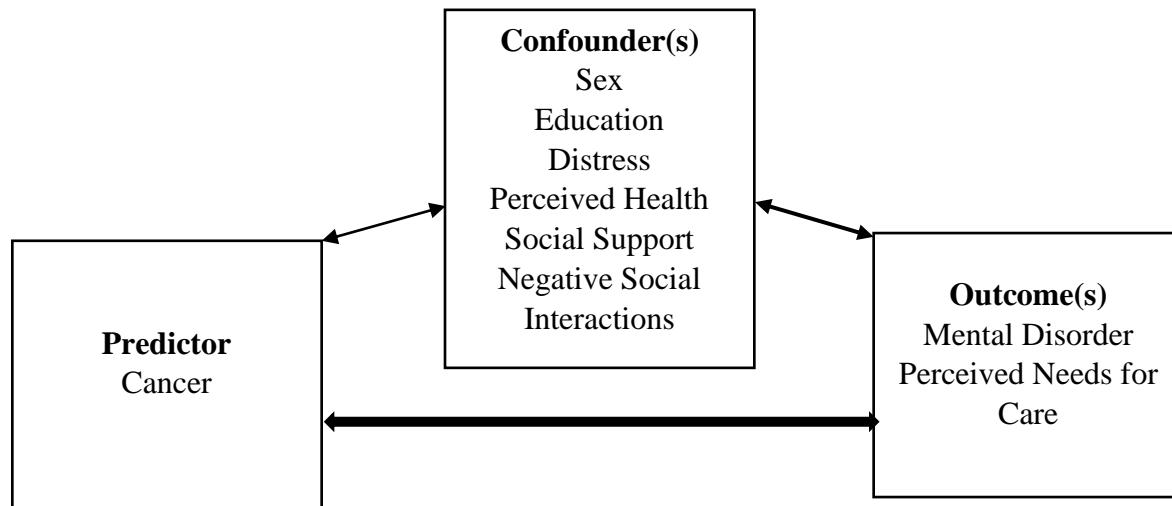 Confounder(s)
Sex
Education
Distress
Perceived Health
Social Support
Negative Social
Interactions
Predictor
Cancer
Outcome(s)
Mental Disorder
Perceived Needs for
Care